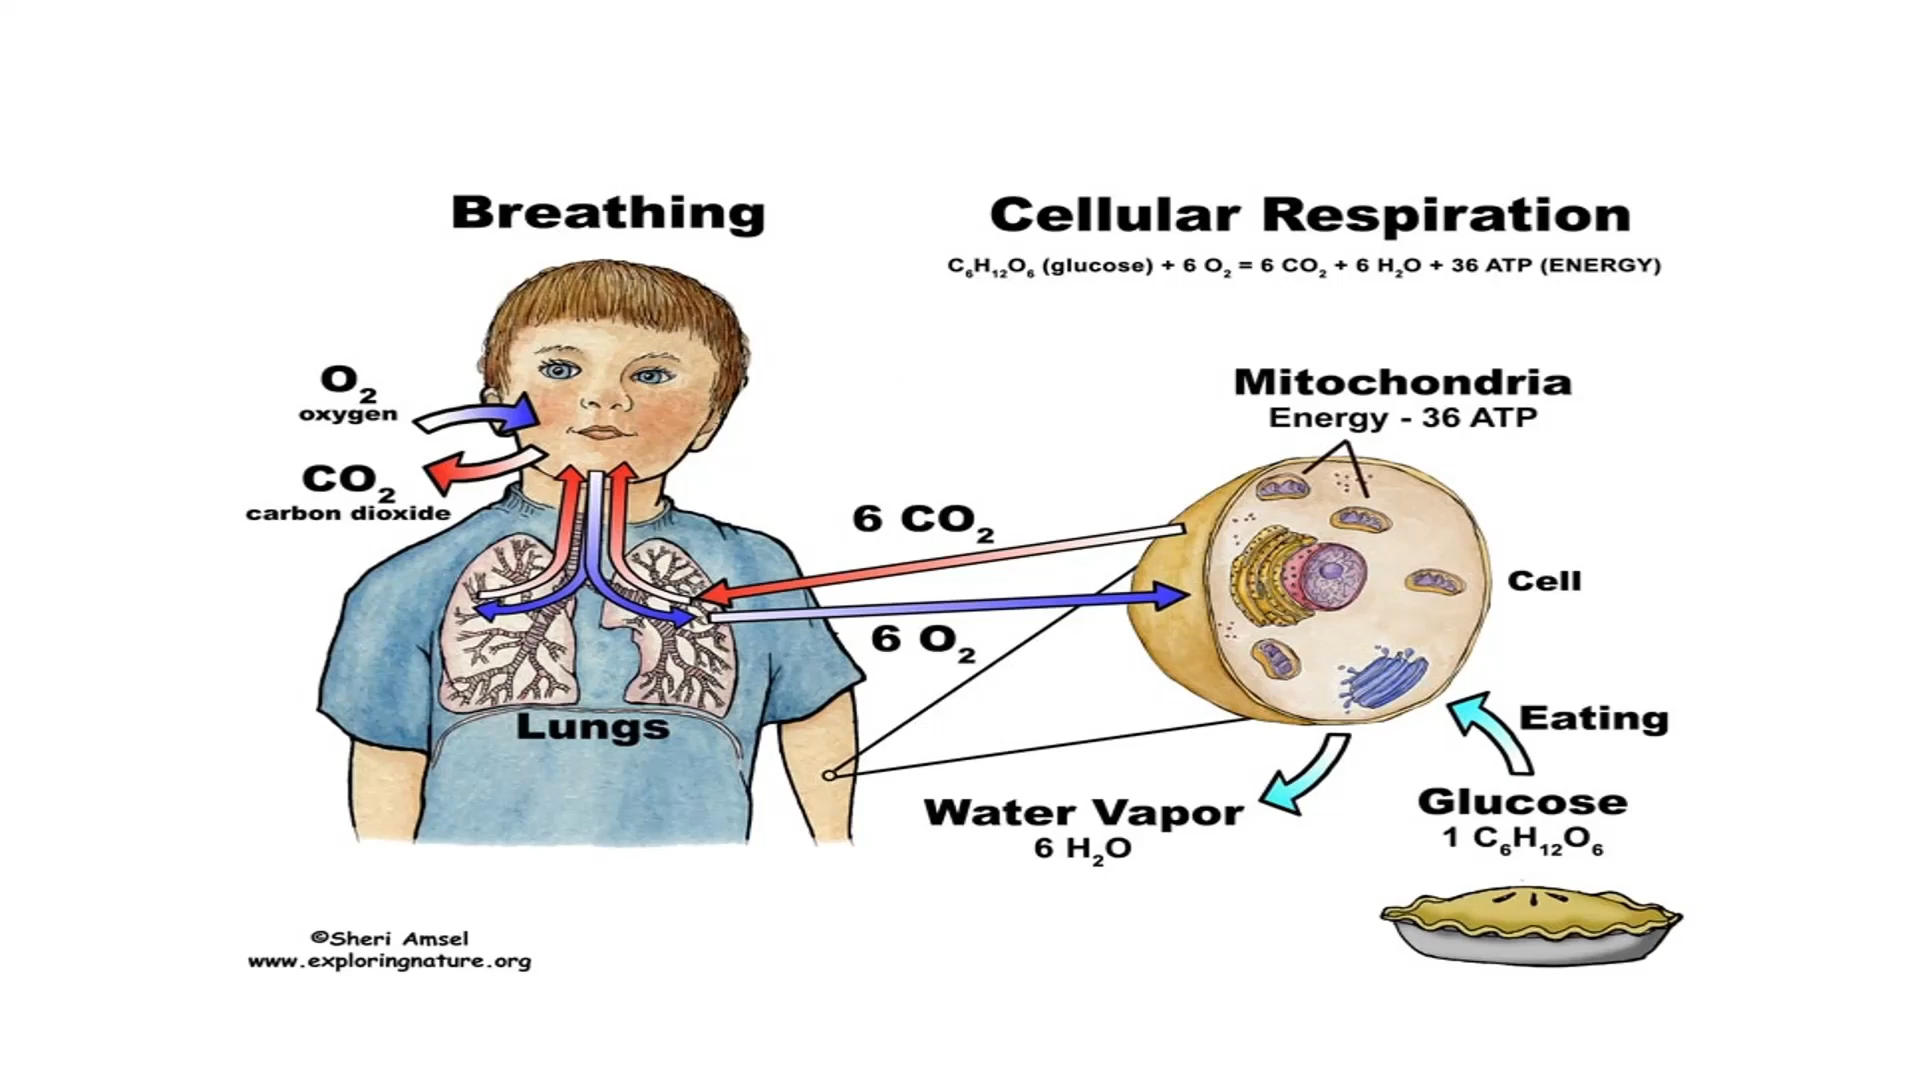 Breathing
Cellular Respiration
C₆H₁₂O₆ (glucose) + 6 O₂ = 6 CO₂ + 6 H₂O + 36 ATP (ENERGY)
O₂
oxygen
CO₂
carbon dioxide
Mitochondria
Energy - 36 ATP
6 CO₂
Cell
6 O₂
Lungs
Eating
Water Vapor
6 H₂O
Glucose
1 C₆H₁₂O₆
©Sheri Amsel
www.exploringnature.org